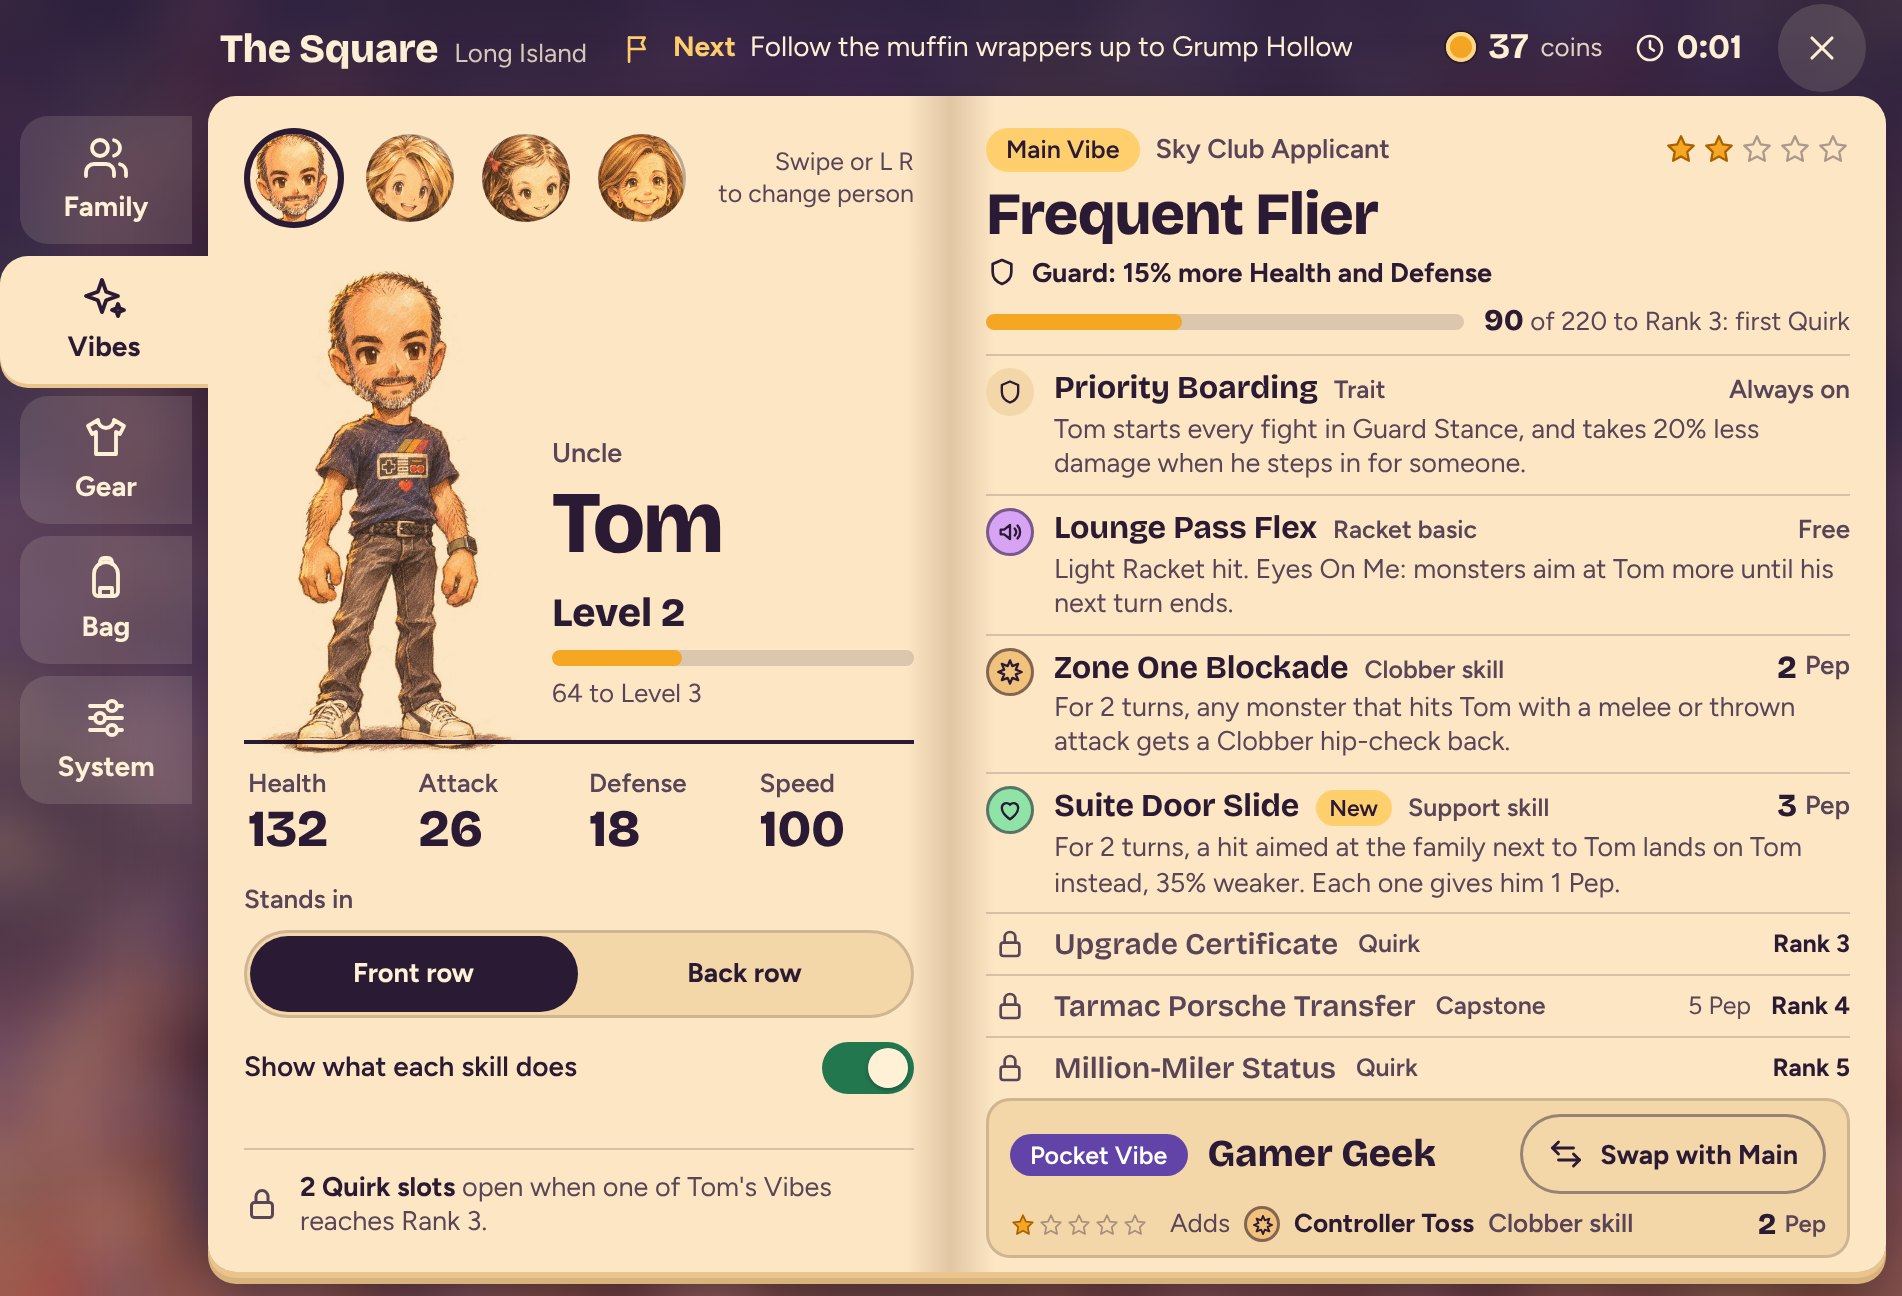 The Square Long Island Next Follow the muffin wrappers up to Grump Hollow 37 coins 0:01
Family
Vibes
Gear
Bag
System
Swipe or L R
to change person
Uncle
Tom
Level 2
64 to Level 3
Health Attack Defense Speed
132 26 18 100
Stands in
Front row Back row
Show what each skill does
2 Quirk slots open when one of Tom's Vibes
reaches Rank 3.
Main Vibe Sky Club Applicant
Frequent Flier
Guard: 15% more Health and Defense
90 of 220 to Rank 3: first Quirk
Priority Boarding Trait Always on
Tom starts every fight in Guard Stance, and takes 20% less
damage when he steps in for someone.
Lounge Pass Flex Racket basic Free
Light Racket hit. Eyes On Me: monsters aim at Tom more until his
next turn ends.
Zone One Blockade Clobber skill 2 Pep
For 2 turns, any monster that hits Tom with a melee or thrown
attack gets a Clobber hip-check back.
Suite Door Slide New Support skill 3 Pep
For 2 turns, a hit aimed at the family next to Tom lands on Tom
instead, 35% weaker. Each one gives him 1 Pep.
Upgrade Certificate Quirk Rank 3
Tarmac Porsche Transfer Capstone 5 Pep Rank 4
Million-Miler Status Quirk Rank 5
Pocket Vibe Gamer Geek Swap with Main
Adds Controller Toss Clobber skill 2 Pep